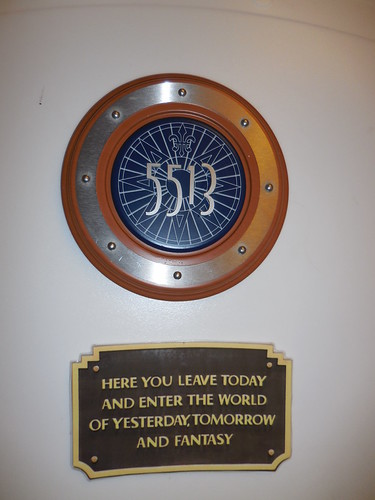 5513
HERE YOU LEAVE TODAY
AND ENTER THE WORLD
OF YESTERDAY, TOMORROW
AND FANTASY